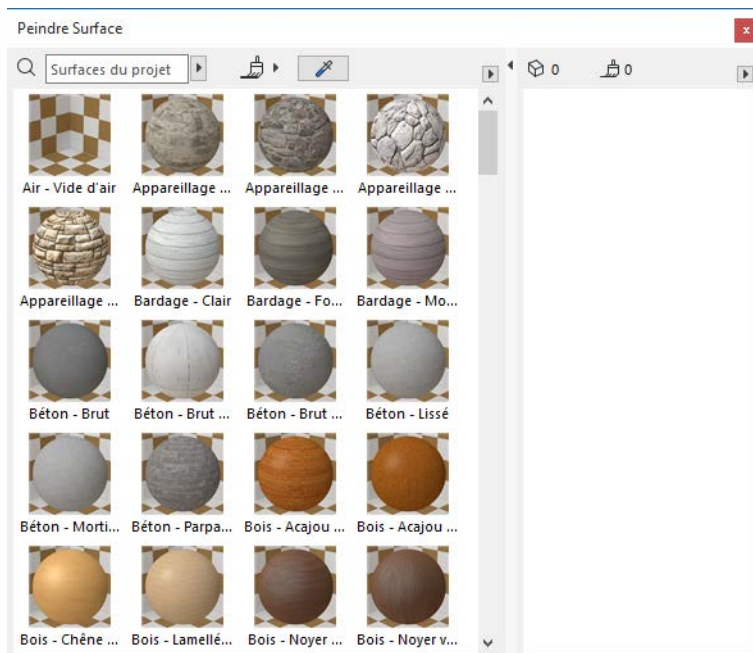 Peindre Surface
x
Surfaces du projet
0
0
Air - Vide d'air
Appareillage ...
Appareillage ...
Appareillage ...
Appareillage ...
Bardage - Clair
Bardage - Fo...
Bardage - Mo...
Béton - Brut
Béton - Brut ...
Béton - Brut ...
Béton - Lissé
Béton - Morti...
Béton - Parpa...
Bois - Acajou ...
Bois - Acajou ...
Bois - Chêne ...
Bois - Lamellé...
Bois - Noyer ...
Bois - Noyer v...